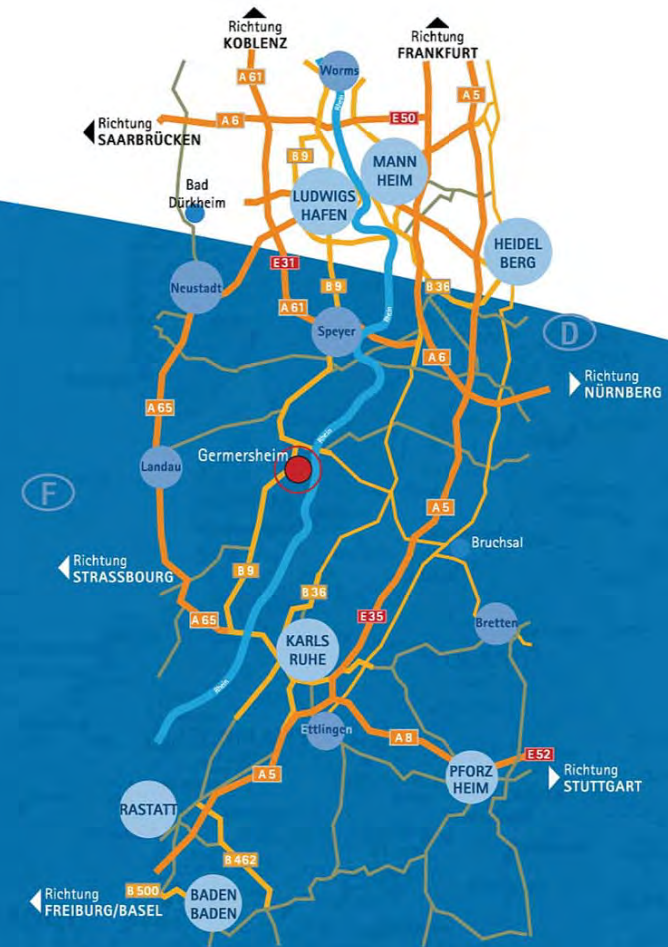 Richtung
KOBLENZ
Richtung
FRANKFURT
A 61
Worms
A 5
Rhein
Richtung
SAARBRÜCKEN
A 6
E 50
B 9
MANN
HEIM
Bad
Dürkheim
LUDWIGS
HAFEN
HEIDEL
BERG
E 31
Neustadt
B 9
B 36
A 61
Rhein
Speyer
D
A 6
Richtung
NÜRNBERG
A 65
Rhein
Germersheim
Landau
F
A 5
Bruchsal
Richtung
STRASSBOURG
B 9
B 36
A 65
E 35
Bretten
KARLS
RUHE
Rhein
Ettlingen
A 8
E 52
A 5
PFORZ
HEIM
Richtung
STUTTGART
RASTATT
B 462
Richtung
FREIBURG/BASEL
B 500
BADEN
BADEN